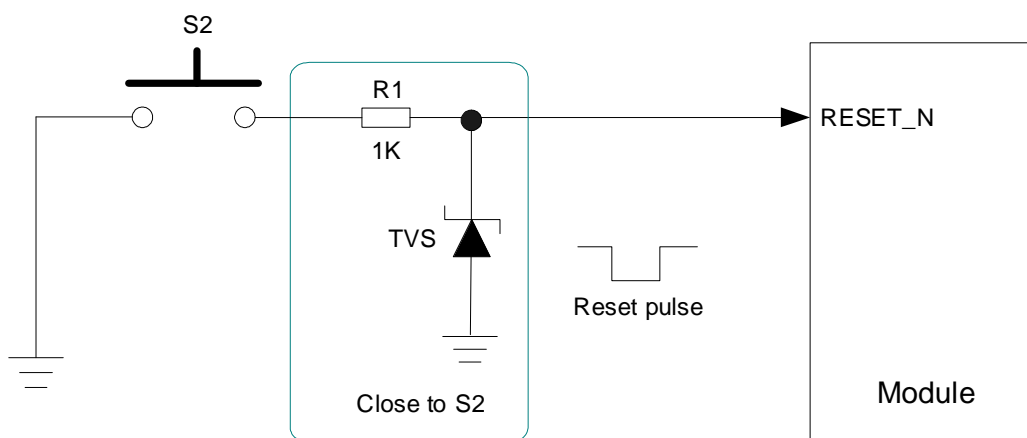 S2
R1
1K
RESET_N
TVS
Reset pulse
Close to S2
Module